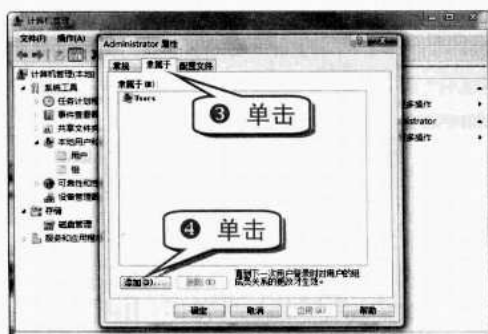 计算机管理
文件(F) 操作(A)
Administrator 属性
常规 隶属于 配置文件
计算机管理(本地)
系统工具
任务计划程
事件查看器
共享文件夹
本地用户和
用户
组
可靠性和性
设备管理器
存储
磁盘管理
服务和应用程
隶属于(M):
Users
❸ 单击
❹ 单击
多操作
nistrator
多操作
添加(D)... 删除(R)
直到下一次用户登录时对用户的组
成员关系的更改才生效。
确定 取消 应用(A) 帮助